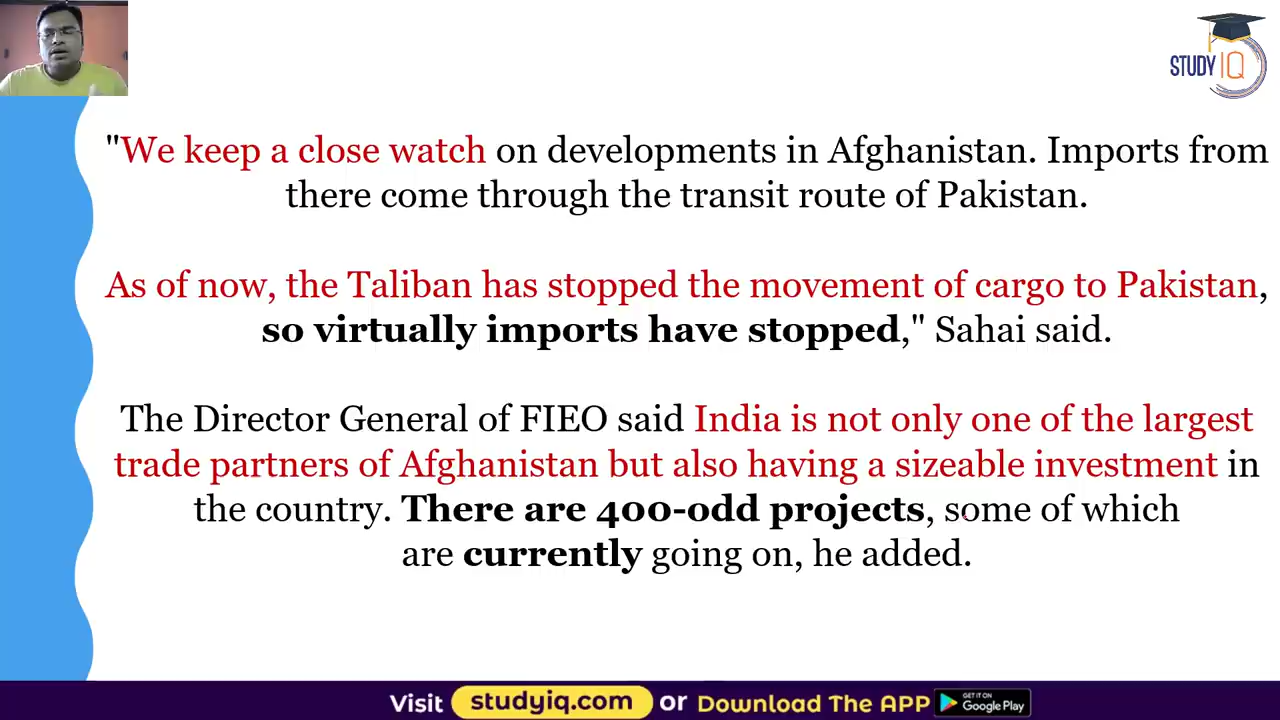 STUDY IQ
"We keep a close watch on developments in Afghanistan. Imports from
there come through the transit route of Pakistan.
As of now, the Taliban has stopped the movement of cargo to Pakistan,
so virtually imports have stopped," Sahai said.
The Director General of FIEO said India is not only one of the largest
trade partners of Afghanistan but also having a sizeable investment in
the country. There are 400-odd projects, some of which
are currently going on, he added.
Visit studyiq.com or Download The APP GET IT ON Google Play